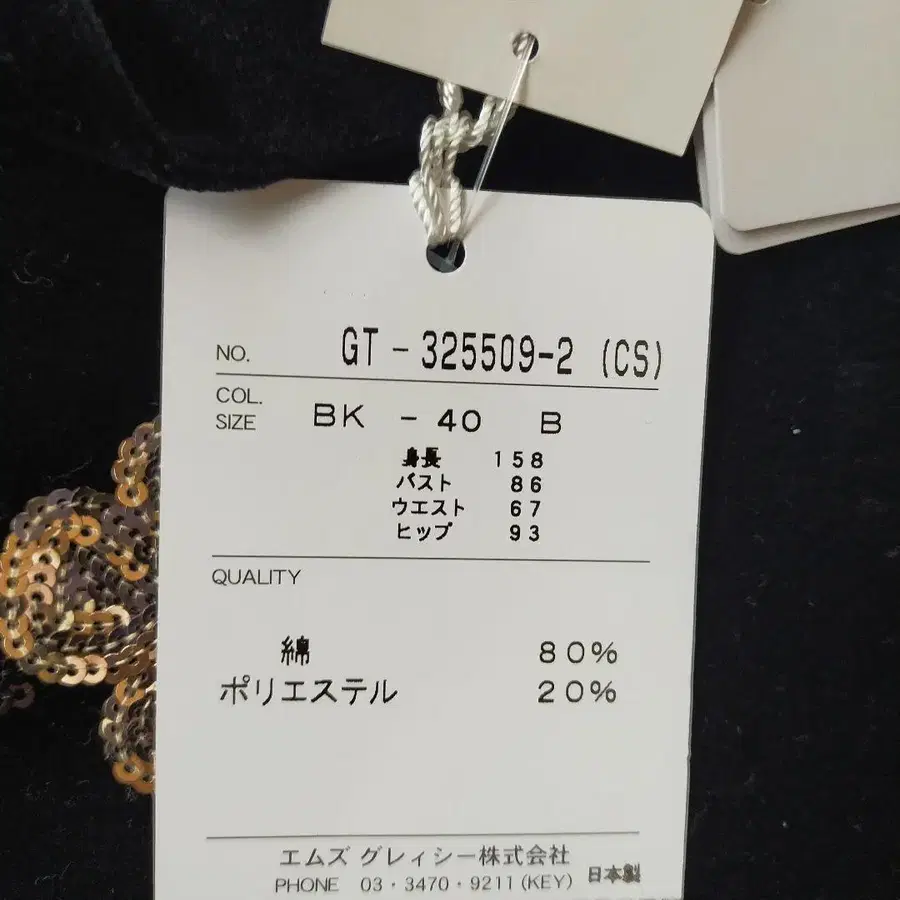 NO. GT-325509-2 (CS)
COL.
SIZE BK -40 B
身長 158
バスト 86
ウエスト 67
ヒップ 93
QUALITY
綿 80%
ポリエステル 20%
エムズ グレィシー株式会社
PHONE 03・3470・9211(KEY) 日本製